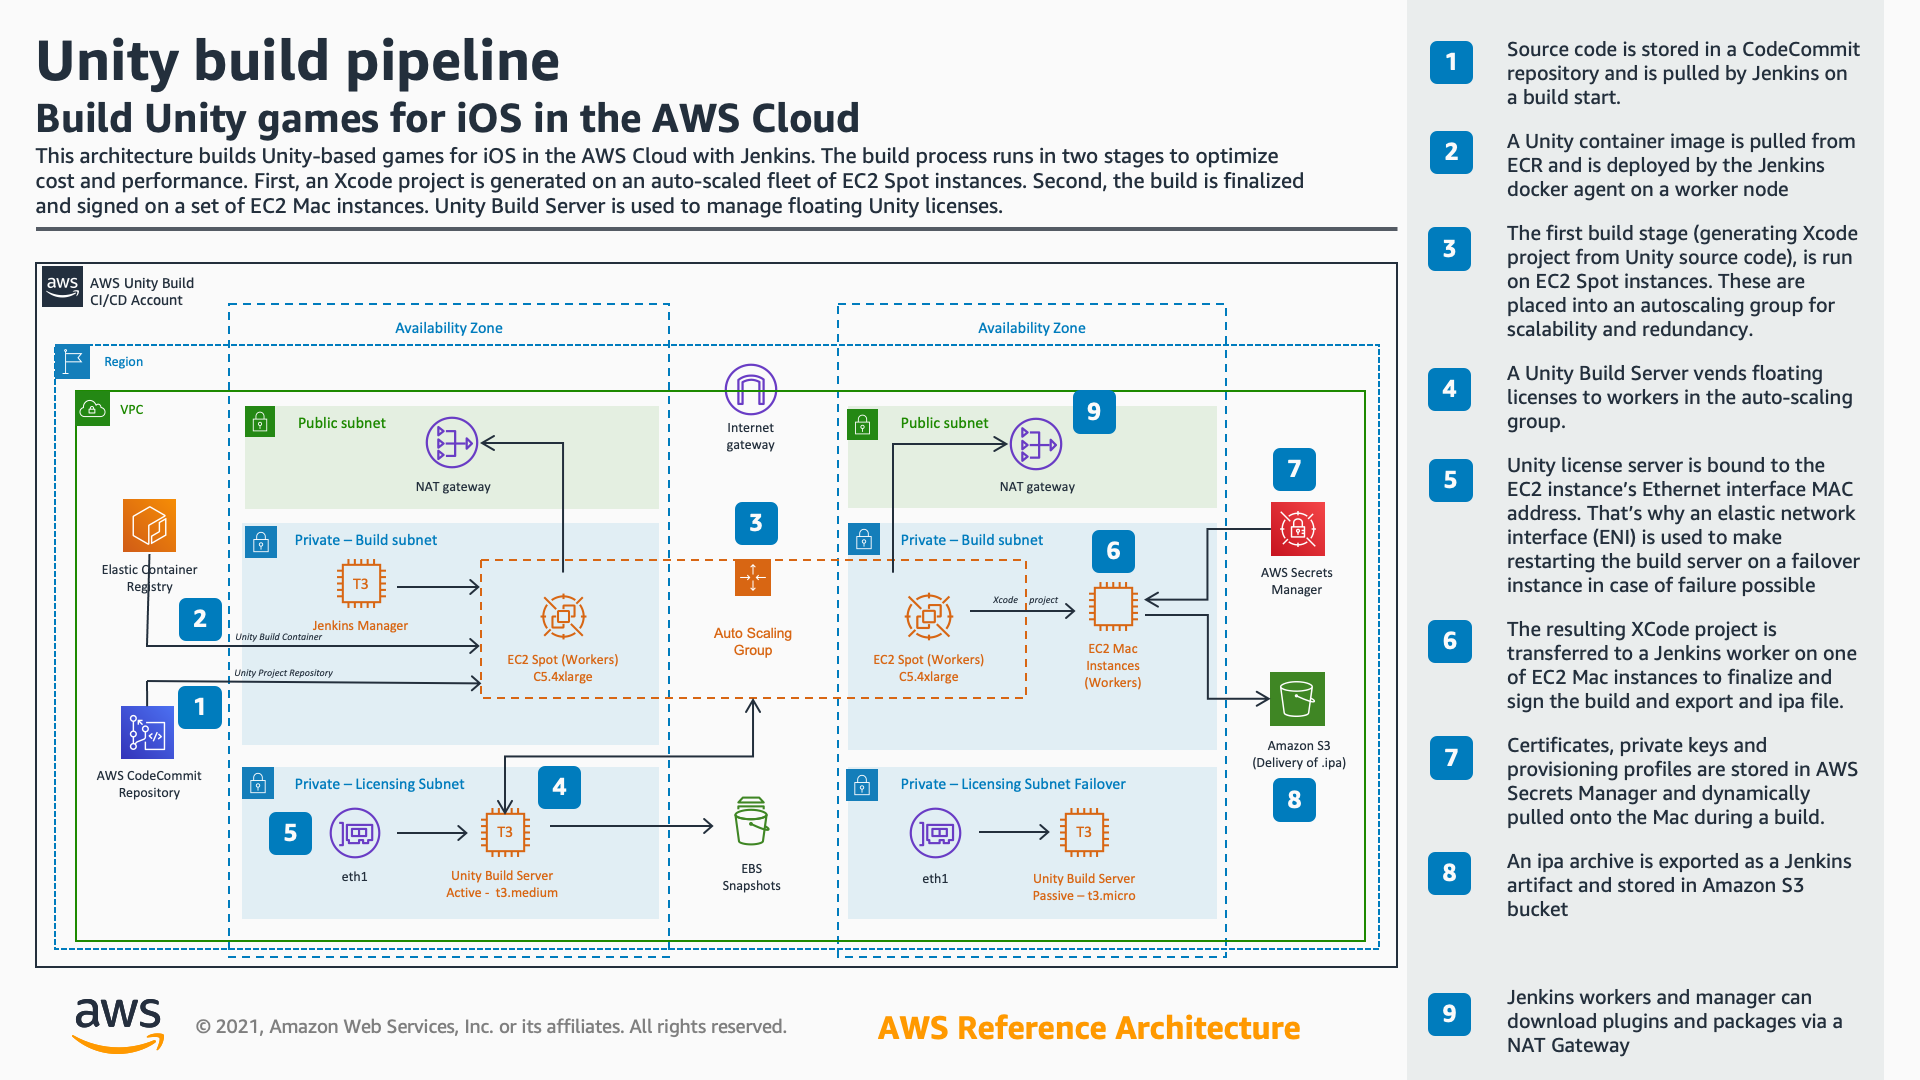 Unity build pipeline
Build Unity games for iOS in the AWS Cloud
This architecture builds Unity-based games for iOS in the AWS Cloud with Jenkins. The build process runs in two stages to optimize
cost and performance. First, an Xcode project is generated on an auto-scaled fleet of EC2 Spot instances. Second, the build is finalized
and signed on a set of EC2 Mac instances. Unity Build Server is used to manage floating Unity licenses.
aws
AWS Unity Build
CI/CD Account
Availability Zone
Availability Zone
Region
VPC
Public subnet
NAT gateway
Internet
gateway
Public subnet
9
NAT gateway
Elastic Container
Registry
2
Private – Build subnet
T3
Jenkins Manager
Unity Build Container
Unity Project Repository
EC2 Spot (Workers)
C5.4xlarge
3
Auto Scaling
Group
Private – Build subnet
6
EC2 Spot (Workers)
C5.4xlarge
Xcode project
EC2 Mac
Instances
(Workers)
7
AWS Secrets
Manager
1
AWS CodeCommit
Repository
Amazon S3
(Delivery of .ipa)
8
Private – Licensing Subnet
4
5
eth1
T3
Unity Build Server
Active - t3.medium
EBS
Snapshots
Private – Licensing Subnet Failover
eth1
T3
Unity Build Server
Passive – t3.micro
aws
© 2021, Amazon Web Services, Inc. or its affiliates. All rights reserved.
AWS Reference Architecture
1
Source code is stored in a CodeCommit
repository and is pulled by Jenkins on
a build start.
2
A Unity container image is pulled from
ECR and is deployed by the Jenkins
docker agent on a worker node
3
The first build stage (generating Xcode
project from Unity source code), is run
on EC2 Spot instances. These are
placed into an autoscaling group for
scalability and redundancy.
4
A Unity Build Server vends floating
licenses to workers in the auto-scaling
group.
5
Unity license server is bound to the
EC2 instance’s Ethernet interface MAC
address. That’s why an elastic network
interface (ENI) is used to make
restarting the build server on a failover
instance in case of failure possible
6
The resulting XCode project is
transferred to a Jenkins worker on one
of EC2 Mac instances to finalize and
sign the build and export and ipa file.
7
Certificates, private keys and
provisioning profiles are stored in AWS
Secrets Manager and dynamically
pulled onto the Mac during a build.
8
An ipa archive is exported as a Jenkins
artifact and stored in Amazon S3
bucket
9
Jenkins workers and manager can
download plugins and packages via a
NAT Gateway